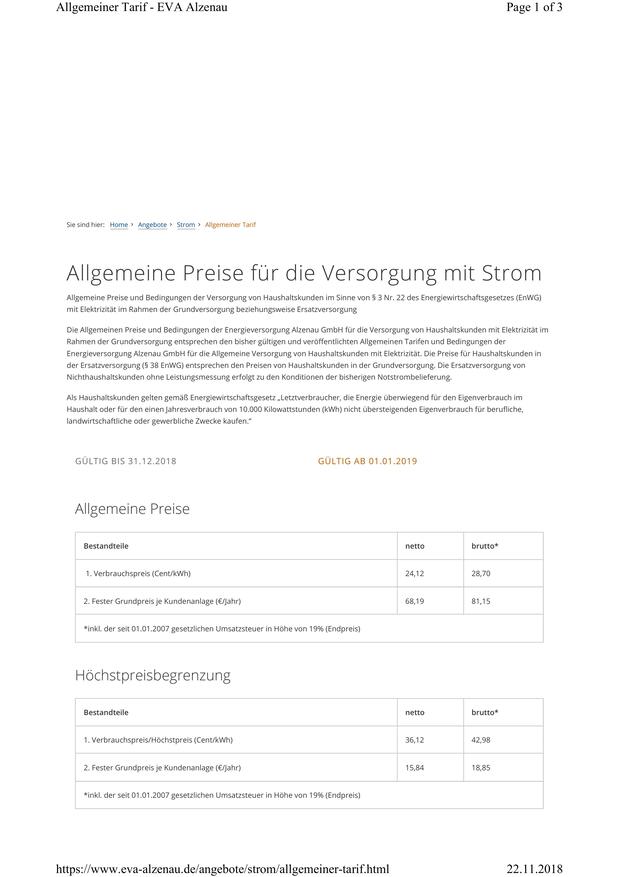 Allgemeiner Tarif - EVA Alzenau Page 1 of 3
Sie sind hier: Home › Angebote › Strom › Allgemeiner Tarif
Allgemeine Preise für die Versorgung mit Strom
Allgemeine Preise und Bedingungen der Versorgung von Haushaltskunden im Sinne von § 3 Nr. 22 des Energiewirtschaftsgesetzes (EnWG)
mit Elektrizität im Rahmen der Grundversorgung beziehungsweise Ersatzversorgung
Die Allgemeinen Preise und Bedingungen der Energieversorgung Alzenau GmbH für die Versorgung von Haushaltskunden mit Elektrizität im
Rahmen der Grundversorgung entsprechen den bisher gültigen und veröffentlichten Allgemeinen Tarifen und Bedingungen der
Energieversorgung Alzenau GmbH für die Allgemeine Versorgung von Haushaltskunden mit Elektrizität. Die Preise für Haushaltskunden in
der Ersatzversorgung (§ 38 EnWG) entsprechen den Preisen von Haushaltskunden in der Grundversorgung. Die Ersatzversorgung von
Nichthaushaltskunden ohne Leistungsmessung erfolgt zu den Konditionen der bisherigen Notstrombelieferung.
Als Haushaltskunden gelten gemäß Energiewirtschaftsgesetz „Letztverbraucher, die Energie überwiegend für den Eigenverbrauch im
Haushalt oder für den einen Jahresverbrauch von 10.000 Kilowattstunden (kWh) nicht übersteigenden Eigenverbrauch für berufliche,
landwirtschaftliche oder gewerbliche Zwecke kaufen.“
GÜLTIG BIS 31.12.2018 GÜLTIG AB 01.01.2019
Allgemeine Preise
Bestandteile netto brutto*
1. Verbrauchspreis (Cent/kWh) 24,12 28,70
2. Fester Grundpreis je Kundenanlage (€/Jahr) 68,19 81,15
*inkl. der seit 01.01.2007 gesetzlichen Umsatzsteuer in Höhe von 19% (Endpreis)
Höchstpreisbegrenzung
Bestandteile netto brutto*
1. Verbrauchspreis/Höchstpreis (Cent/kWh) 36,12 42,98
2. Fester Grundpreis je Kundenanlage (€/Jahr) 15,84 18,85
*inkl. der seit 01.01.2007 gesetzlichen Umsatzsteuer in Höhe von 19% (Endpreis)
https://www.eva-alzenau.de/angebote/strom/allgemeiner-tarif.html 22.11.2018